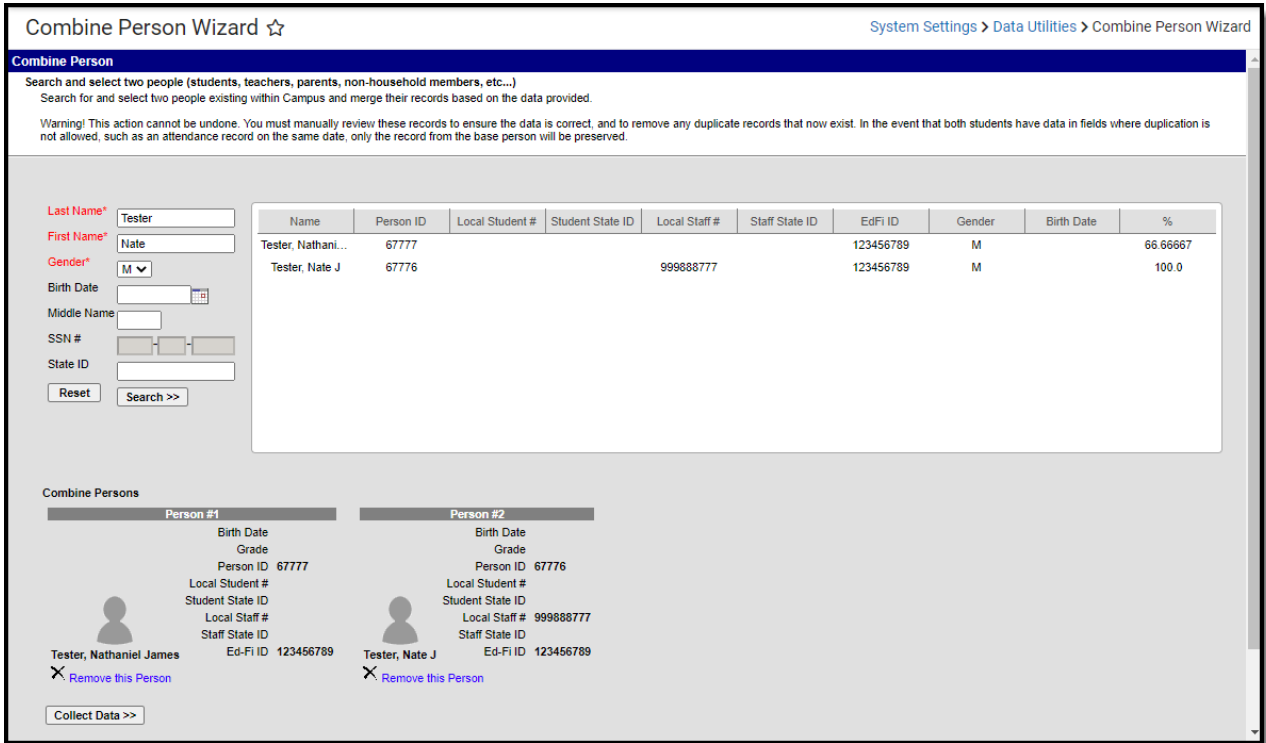 Combine Person Wizard ☆
System Settings > Data Utilities > Combine Person Wizard
Combine Person
Search and select two people (students, teachers, parents, non-household members, etc...)
Search for and select two people existing within Campus and merge their records based on the data provided.
Warning! This action cannot be undone. You must manually review these records to ensure the data is correct, and to remove any duplicate records that now exist. In the event that both students have data in fields where duplication is
not allowed, such as an attendance record on the same date, only the record from the base person will be preserved.
Last Name* Tester
First Name* Nate
Gender* M
Birth Date
Middle Name
SSN # - -
State ID
Reset Search >>
Name Person ID Local Student # Student State ID Local Staff # Staff State ID EdFi ID Gender Birth Date %
Tester, Nathani... 67777 123456789 M 66.66667
Tester, Nate J 67776 999888777 123456789 M 100.0
Combine Persons
Person #1
Birth Date
Grade
Person ID 67777
Local Student #
Student State ID
Local Staff #
Staff State ID
Ed-Fi ID 123456789
Tester, Nathaniel James
X Remove this Person
Person #2
Birth Date
Grade
Person ID 67776
Local Student #
Student State ID
Local Staff # 999888777
Staff State ID
Ed-Fi ID 123456789
Tester, Nate J
X Remove this Person
Collect Data >>